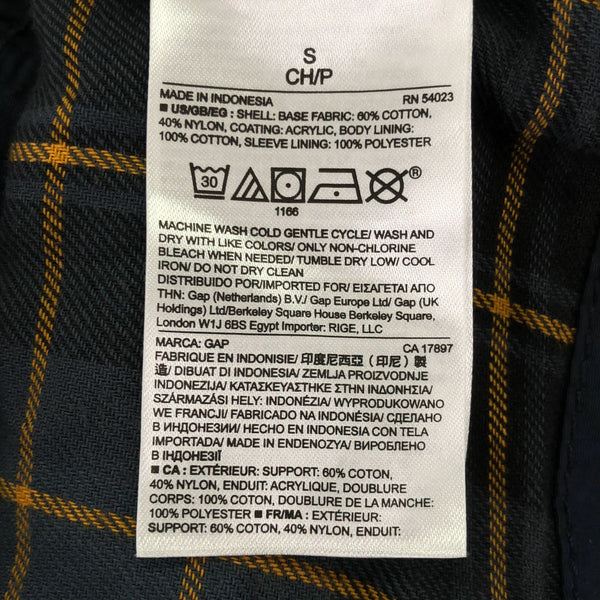 S
CH/P
MADE IN INDONESIA RN 54023
■ US/GB/EG : SHELL: BASE FABRIC: 60% COTTON,
40% NYLON, COATING: ACRYLIC, BODY LINING:
100% COTTON, SLEEVE LINING: 100% POLYESTER
30 ®
1166
MACHINE WASH COLD GENTLE CYCLE/ WASH AND
DRY WITH LIKE COLORS/ ONLY NON-CHLORINE
BLEACH WHEN NEEDED/ TUMBLE DRY LOW/ COOL
IRON/ DO NOT DRY CLEAN
DISTRIBUIDO POR/IMPORTED FOR/ ΕΙΣΑΓΕΤΑΙ ΑΠΟ
ΤΗΝ: Gap (Netherlands) B.V./ Gap Europe Ltd/ Gap (UK
Holdings) Ltd/Berkeley Square House Berkeley Square,
London W1J 6BS Egypt Importer: RIGE, LLC
MARCA: GAP CA 17897
FABRIQUE EN INDONISIE/ 印度尼西亞（印尼）製
造/ DIBUAT DI INDONESIA/ ZEMLJA PROIZVODNJE
INDONEZIJA/ ΚΑΤΑΣΚΕΥΑΣΤΗΚΕ ΣΤΗΝ ΙΝΔΟΝΗΣΙΑ/
SZÁRMAZÁSI HELY: INDONÉZIA/ WYPRODUKOWANO
WE FRANCJI/ FABRICADO NA INDONÉSIA/ СДЕЛАНО
В ИНДОНЕЗИИ/ HECHO EN INDONESIA CON TELA
IMPORTADA/ MADE IN ENDENOZYA/ ВИРОБЛЕНО
В ІНДОНЕЗІЇ
■ CA : EXTÉRIEUR: SUPPORT: 60% COTON,
40% NYLON, ENDUIT: ACRYLIQUE, DOUBLURE
CORPS: 100% COTON, DOUBLURE DE LA MANCHE:
100% POLYESTER ■ FR/MA : EXTÉRIEUR:
SUPPORT: 60% COTON, 40% NYLON, ENDUIT: